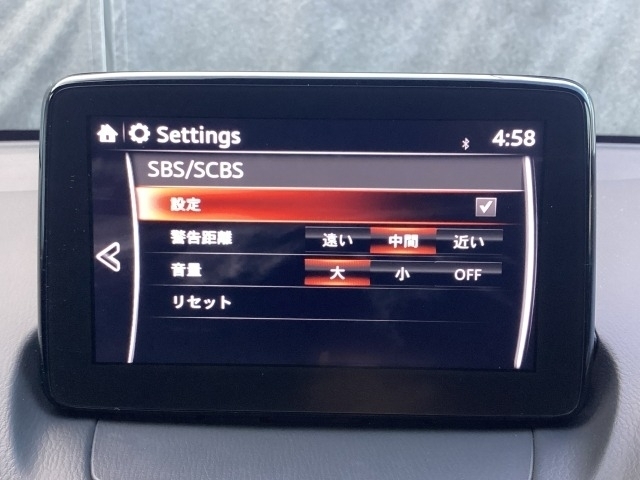 Settings 4:58
SBS/SCBS
設定
警告距離 遠い 中間 近い
音量 大 小 OFF
リセット